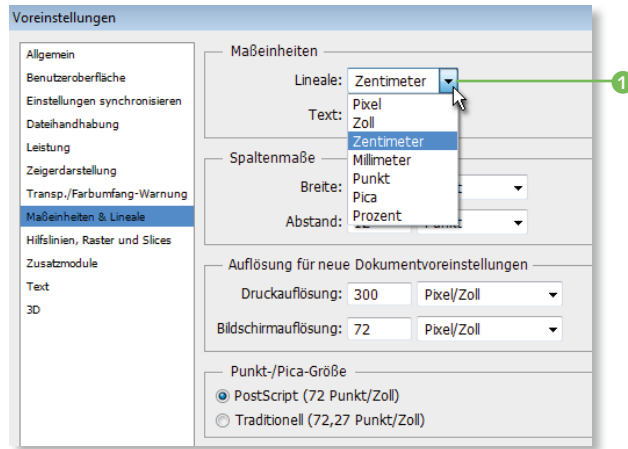 Voreinstellungen
Allgemein
Benutzeroberfläche
Einstellungen synchronisieren
Dateihandhabung
Leistung
Zeigerdarstellung
Transp./Farbumfang-Warnung
Maßeinheiten & Lineale
Hilfslinien, Raster und Slices
Zusatzmodule
Text
3D
Maßeinheiten
Lineale: Zentimeter
1
Text:
Pixel
Zoll
Zentimeter
Millimeter
Punkt
Pica
Prozent
Spaltenmaße
Breite:
Abstand:
Auflösung für neue Dokumentvoreinstellungen
Druckauflösung: 300 Pixel/Zoll
Bildschirmauflösung: 72 Pixel/Zoll
Punkt-/Pica-Größe
PostScript (72 Punkt/Zoll)
Traditionell (72,27 Punkt/Zoll)